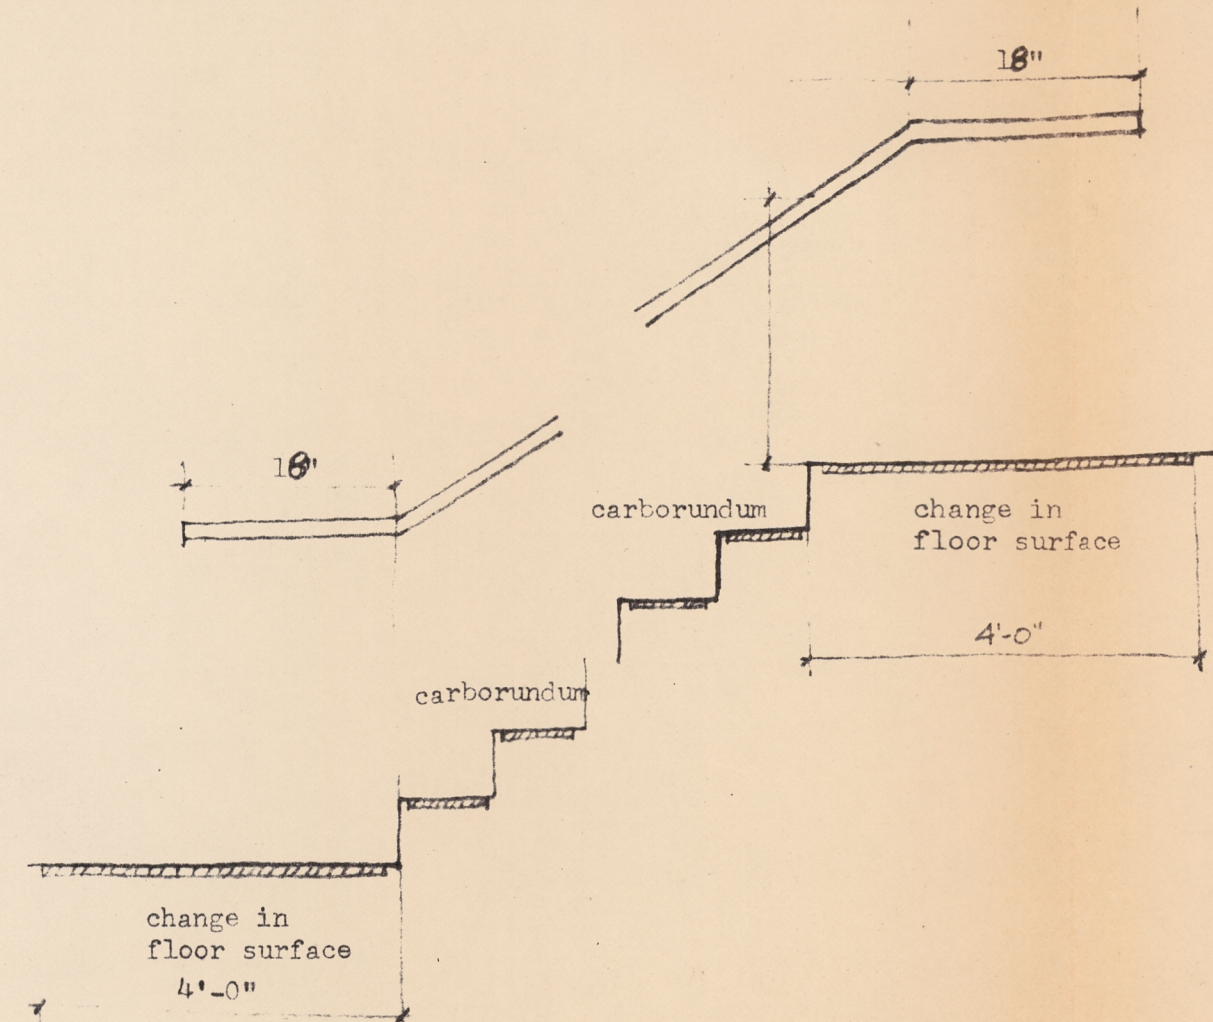 18"
18"
carborundum
change in
floor surface
4'-0"
carborundum
change in
floor surface
4'-0"